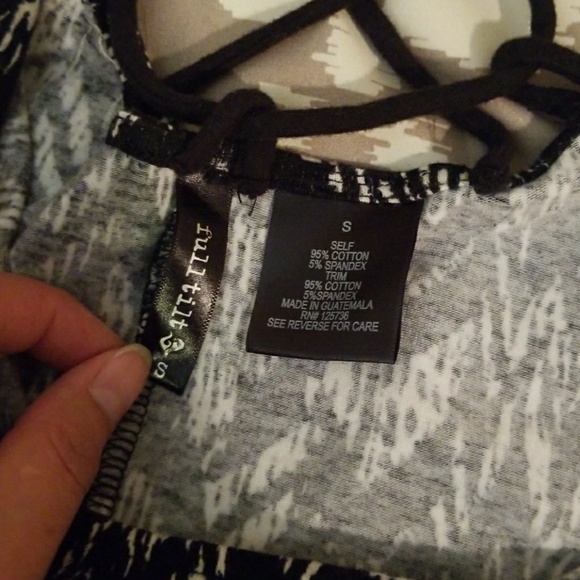 full tilt S
S
SELF
95% COTTON
5% SPANDEX
TRIM
95% COTTON
5%SPANDEX
MADE IN GUATEMALA
RN# 125736
SEE REVERSE FOR CARE